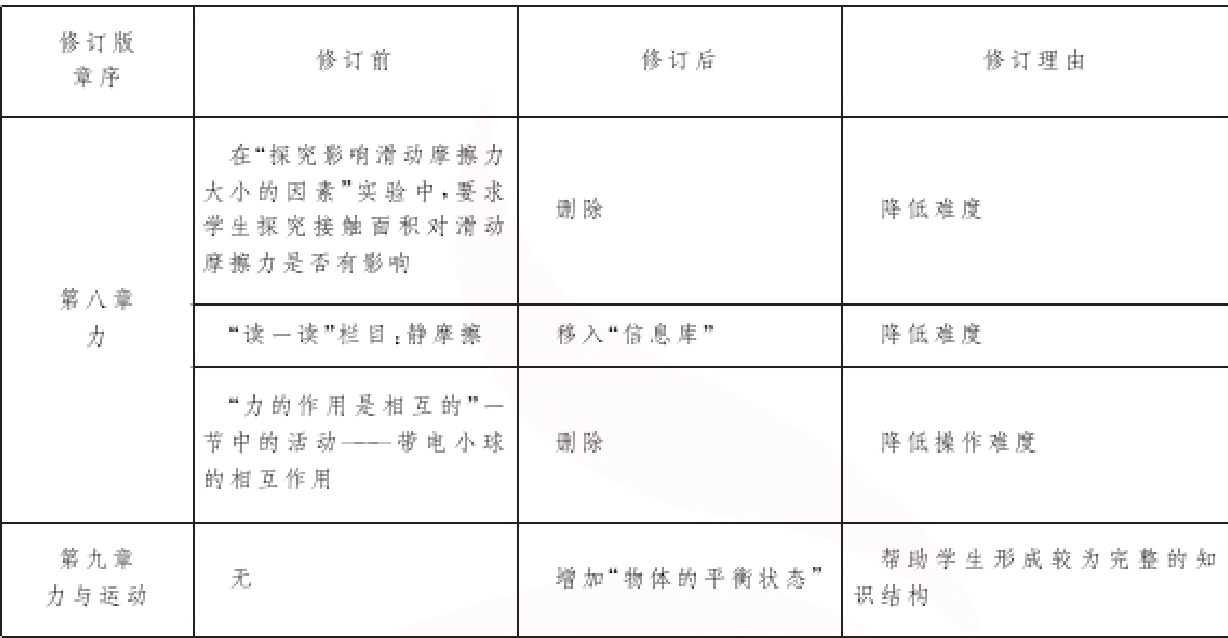 修订版
章序
修订前
修订后
修订理由
第八章
力
在“探究影响滑动摩擦力
大小的因素”实验中,要求
学生探究接触面积对滑动
摩擦力是否有影响
删除
降低难度
“读一读”栏目:静摩擦
移入“信息库”
降低难度
“力的作用是相互的”一
节中的活动——带电小球
的相互作用
删除
降低操作难度
第九章
力与运动
无
增加“物体的平衡状态”
帮助学生形成较为完整的知
识结构